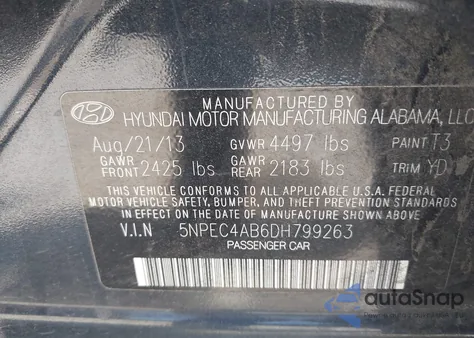 MANUFACTURED BY
HYUNDAI MOTOR MANUFACTURING ALABAMA, LLC
Aug/21/13 GVWR 4497 lbs PAINT T3
GAWR FRONT 2425 lbs GAWR REAR 2183 lbs TRIM YD
THIS VEHICLE CONFORMS TO ALL APPLICABLE U.S.A. FEDERAL
MOTOR VEHICLE SAFETY, BUMPER, AND THEFT PREVENTION STANDARDS
IN EFFECT ON THE DATE OF MANUFACTURE SHOWN ABOVE.
V.I.N 5NPEC4AB6DH799263
PASSENGER CAR
autoSnap